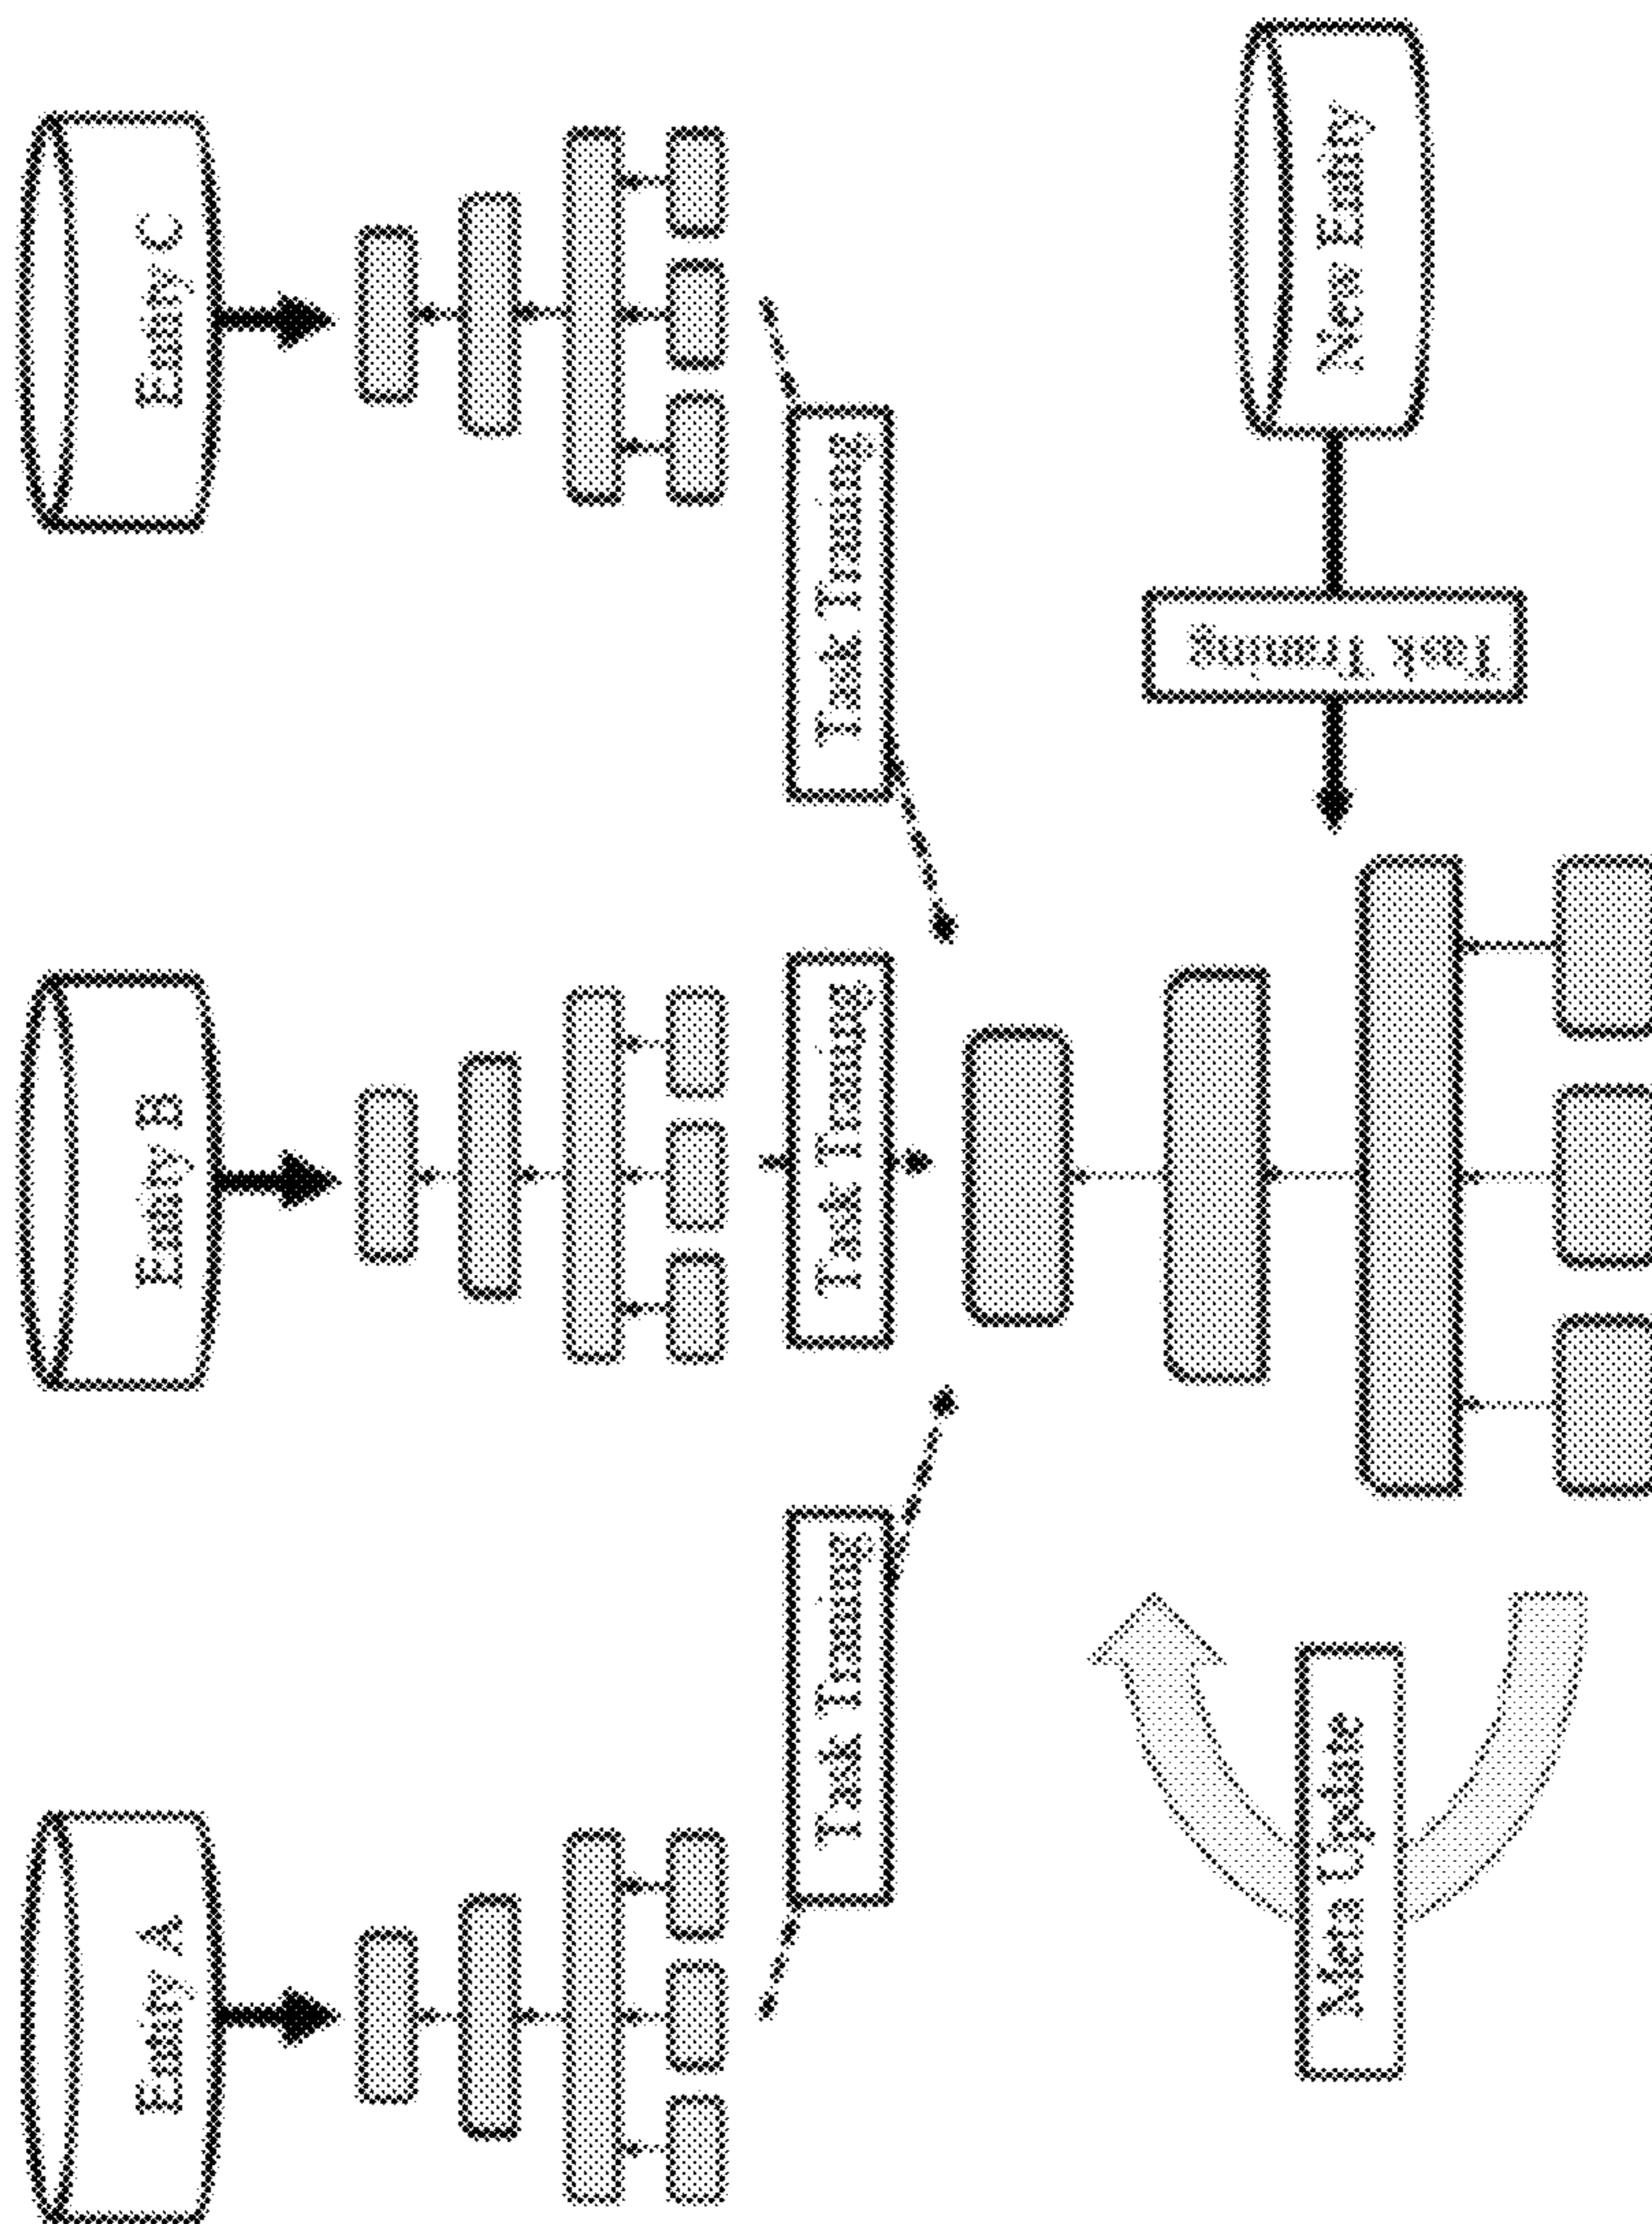 Entity A
Entity B
Entity C
Task Training
Task Training
Task Training
Meta Update
Task Training
New Entity